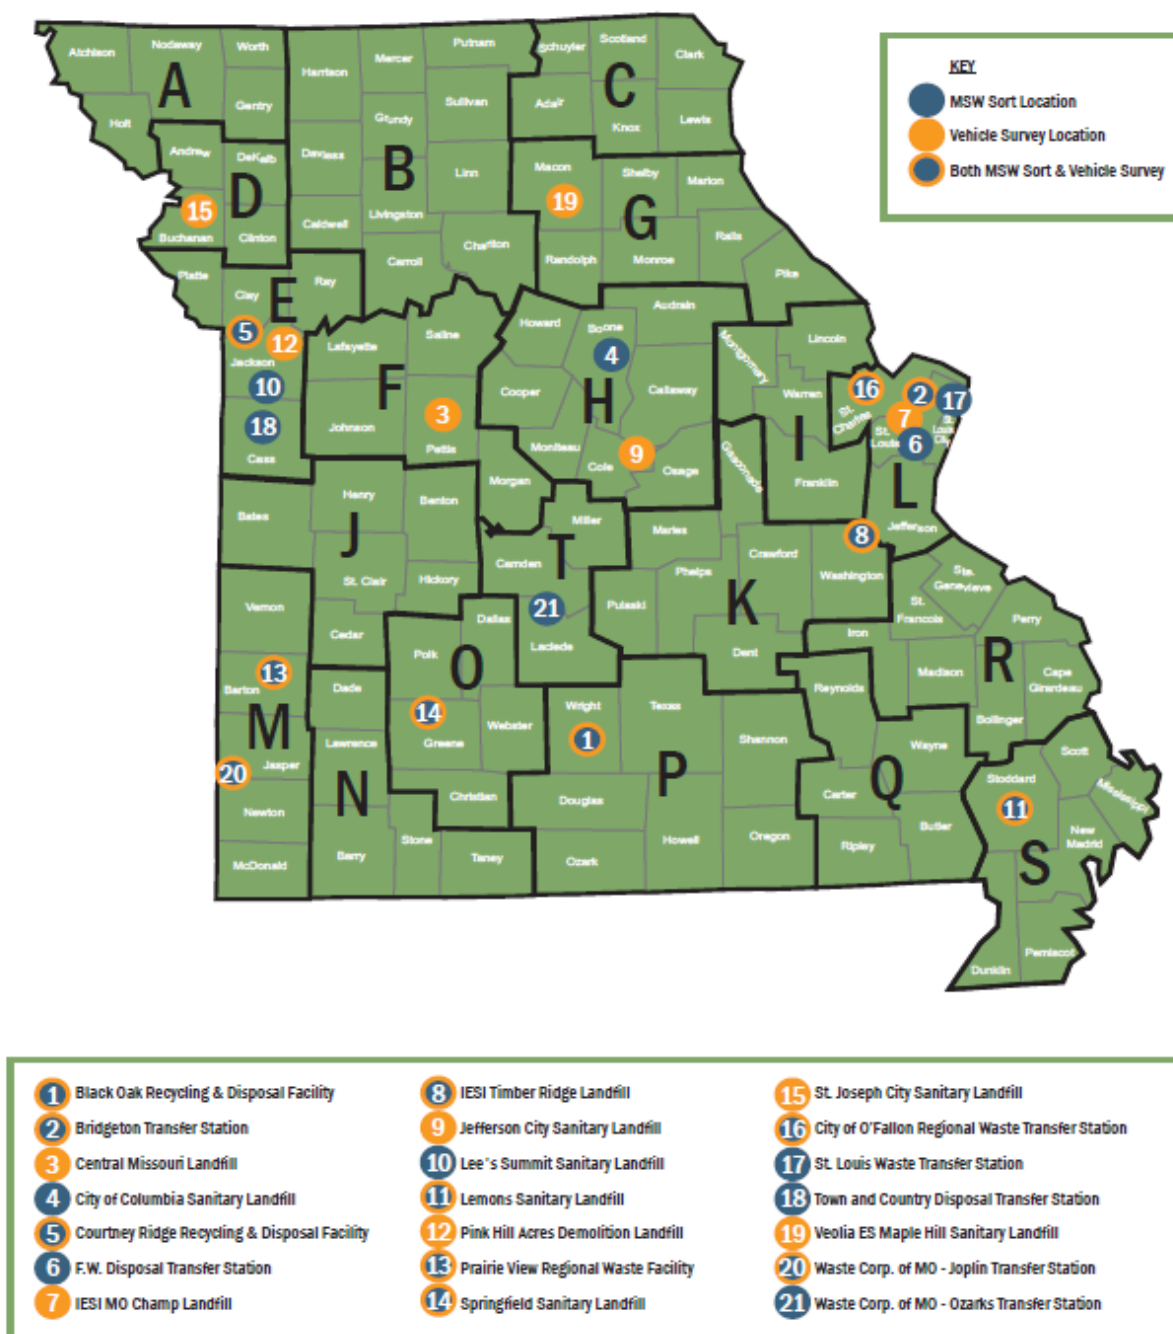 Atchison
Nodaway
Worth
Holt
Gentry
A
Harrison
Mercer
Putnam
Sullivan
Grundy
Daviess
Linn
Caldwell
Livingston
Carroll
Chariton
B
Schuyler
Scotland
Clark
Adair
Knox
Lewis
C
KEY
MSW Sort Location
Vehicle Survey Location
Both MSW Sort & Vehicle Survey
Andrew
DeKalb
D
15
Buchanan
Clinton
Macon
Shelby
Marion
19
G
Ralls
Randolph
Monroe
Pike
Platte
Clay
Ray
E
5
12
Jackson
10
18
Cass
Saline
Lafayette
F
3
Johnson
Pettis
Howard
Boone
Audrain
4
Cooper
H
Callaway
Moniteau
Cole
9
Osage
Morgan
Montgomery
Lincoln
Warren
Gasconade
I
Franklin
16
St.
Charles
2
17
7
St.
Louis
City
St.
Louis
6
L
Jefferson
8
Bates
Henry
Benton
J
St. Clair
Hickory
Cedar
Miller
Camden
T
21
Laclede
Maries
Phelps
Crawford
Washington
Pulaski
K
Dent
Ste.
Genevieve
St.
Francois
Perry
Iron
Madison
R
Cape
Girardeau
Bollinger
Vernon
13
Barton
M
Jasper
20
Newton
McDonald
Dallas
Polk
O
14
Greene
Webster
Dade
Lawrence
N
Christian
Barry
Stone
Taney
Wright
Texas
1
Shannon
P
Douglas
Ozark
Howell
Oregon
Reynolds
Wayne
Carter
Q
Ripley
Butler
Scott
Stoddard
Mississippi
11
New
Madrid
S
Dunklin
Pemiscot
1 Black Oak Recycling & Disposal Facility
2 Bridgeton Transfer Station
3 Central Missouri Landfill
4 City of Columbia Sanitary Landfill
5 Courtney Ridge Recycling & Disposal Facility
6 F.W. Disposal Transfer Station
7 IESI MO Champ Landfill
8 IESI Timber Ridge Landfill
9 Jefferson City Sanitary Landfill
10 Lee's Summit Sanitary Landfill
11 Lemons Sanitary Landfill
12 Pink Hill Acres Demolition Landfill
13 Prairie View Regional Waste Facility
14 Springfield Sanitary Landfill
15 St. Joseph City Sanitary Landfill
16 City of O'Fallon Regional Waste Transfer Station
17 St. Louis Waste Transfer Station
18 Town and Country Disposal Transfer Station
19 Veolia ES Maple Hill Sanitary Landfill
20 Waste Corp. of MO - Joplin Transfer Station
21 Waste Corp. of MO - Ozarks Transfer Station